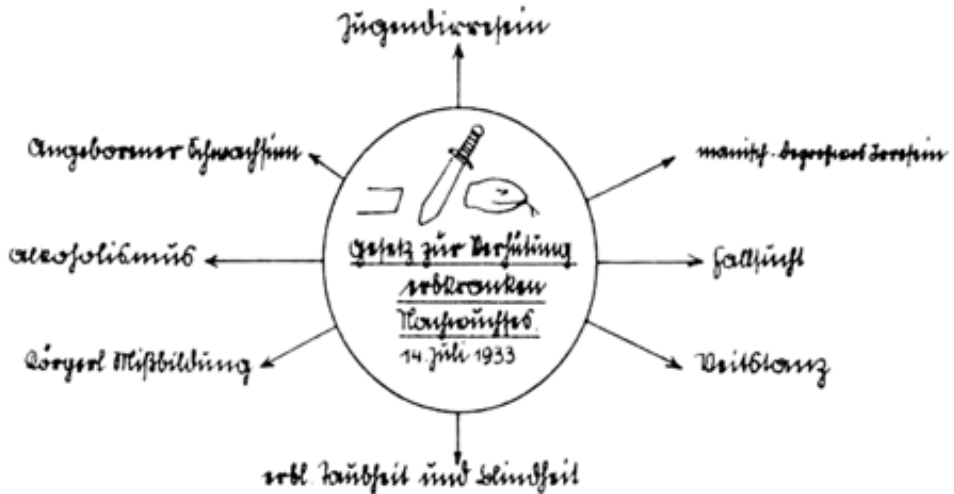 Jugendirresein
Angeborener Schwachsinn
manisch-depressives Irresein
Alkoholismus
Gesetz zur Verhütung
erbkranken
Nachwuchses.
14. Juli 1933
Fallsucht
Körperl Mißbildung
Veitstanz
erbl. Taubheit und Blindheit